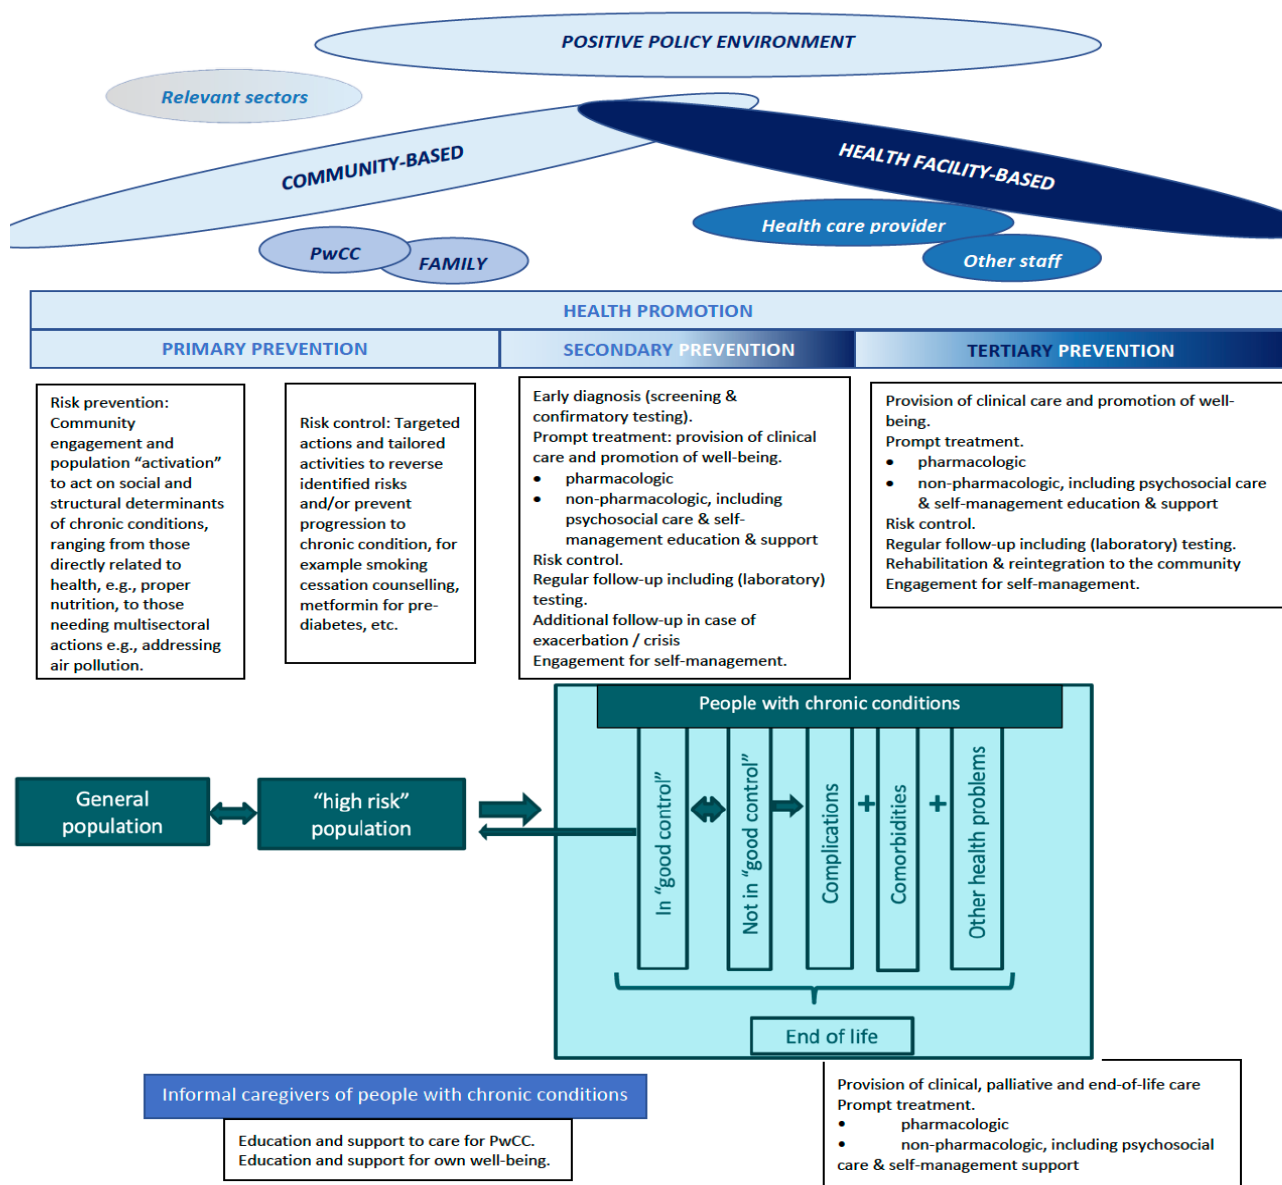 POSITIVE POLICY ENVIRONMENT
Relevant sectors
COMMUNITY-BASED
HEALTH FACILITY-BASED
Health care provider
Other staff
PwCC
FAMILY
HEALTH PROMOTION
PRIMARY PREVENTION
SECONDARY PREVENTION
TERTIARY PREVENTION
Risk prevention:
Community
engagement and
population “activation”
to act on social and
structural determinants
of chronic conditions,
ranging from those
directly related to
health, e.g., proper
nutrition, to those
needing multisectoral
actions e.g., addressing
air pollution.
Risk control: Targeted
actions and tailored
activities to reverse
identified risks
and/or prevent
progression to
chronic condition, for
example smoking
cessation counselling,
metformin for pre-
diabetes, etc.
Early diagnosis (screening &
confirmatory testing).
Prompt treatment: provision of clinical
care and promotion of well-being.
• pharmacologic
• non-pharmacologic, including
psychosocial care & self-
management education & support
Risk control.
Regular follow-up including (laboratory)
testing.
Additional follow-up in case of
exacerbation / crisis
Engagement for self-management.
Provision of clinical care and promotion of well-
being.
Prompt treatment.
• pharmacologic
• non-pharmacologic, including psychosocial care
& self-management education & support
Risk control.
Regular follow-up including (laboratory) testing.
Rehabilitation & reintegration to the community
Engagement for self-management.
People with chronic conditions
General
population
“high risk”
population
In “good control”
Not in “good control”
Complications
+
Comorbidities
+
Other health problems
End of life
Informal caregivers of people with chronic conditions
Education and support to care for PwCC.
Education and support for own well-being.
Provision of clinical, palliative and end-of-life care
Prompt treatment.
• pharmacologic
• non-pharmacologic, including psychosocial
care & self-management support